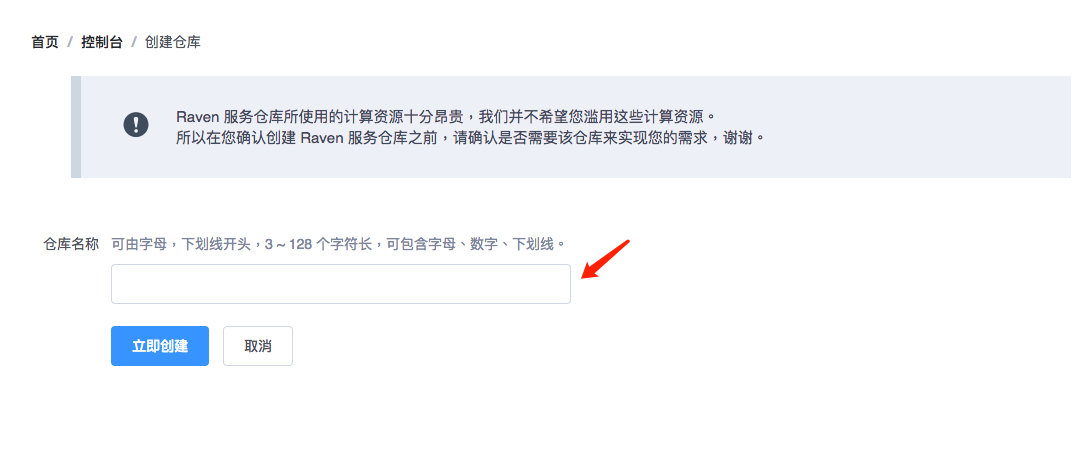 首页 / 控制台 / 创建仓库
Raven 服务仓库所使用的计算资源十分昂贵，我们并不希望您滥用这些计算资源。
所以在您确认创建 Raven 服务仓库之前，请确认是否需要该仓库来实现您的需求，谢谢。
仓库名称 可由字母，下划线开头，3 ~ 128 个字符长，可包含字母、数字、下划线。
立即创建 取消